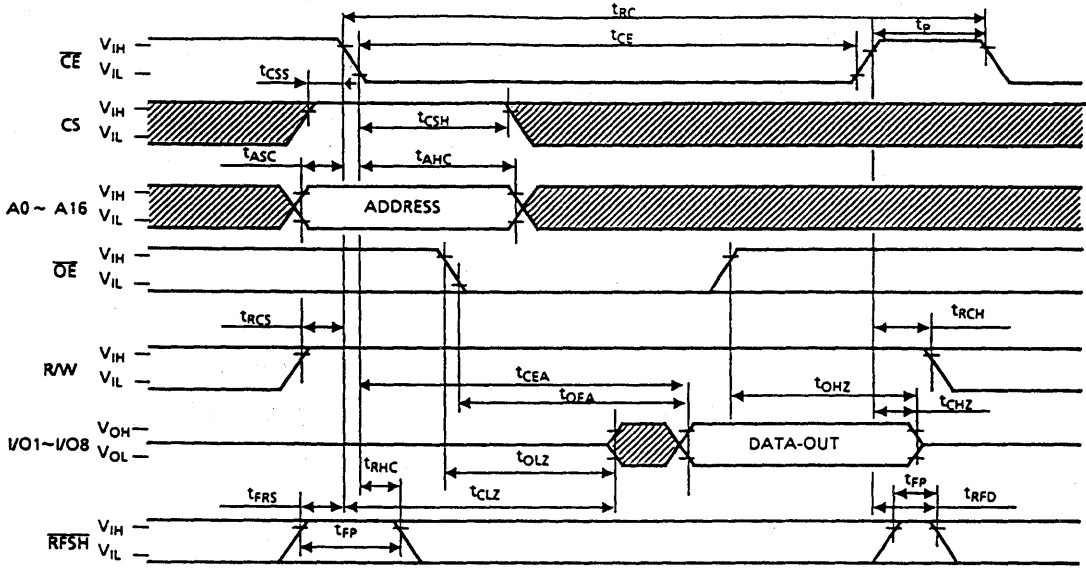 tRC
tCE
tP
CE
VIH
VIL
tCSS
CS
VIH
VIL
tCSH
tASC
tAHC
A0 ~ A16
VIH
VIL
ADDRESS
OE
VIH
VIL
tRCS
tRCH
R/W
VIH
VIL
tCEA
tOEA
tOHZ
tCHZ
I/O1~I/O8
VOH
VOL
DATA-OUT
tOLZ
tRHC
tCLZ
tFRS
tFP
tRFD
RFSH
VIH
VIL
tFP